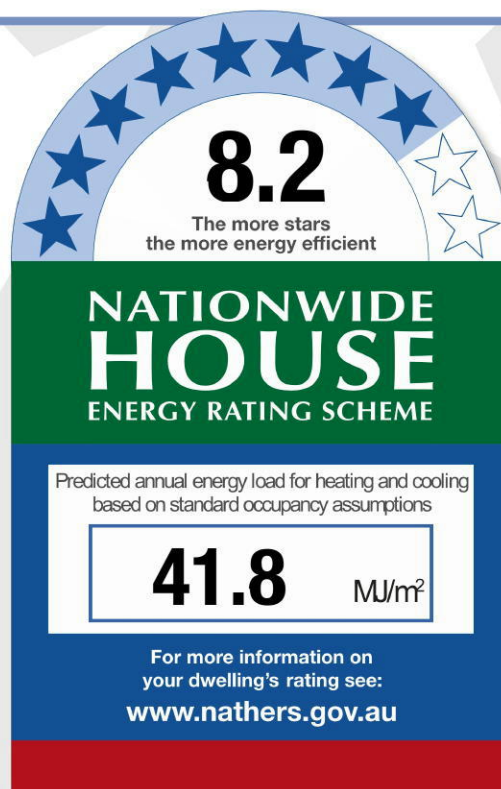 8.2
The more stars
the more energy efficient
NATIONWIDE
HOUSE
ENERGY RATING SCHEME
Predicted annual energy load for heating and cooling
based on standard occupancy assumptions
41.8 MJ/m²
For more information on
your dwelling's rating see:
www.nathers.gov.au